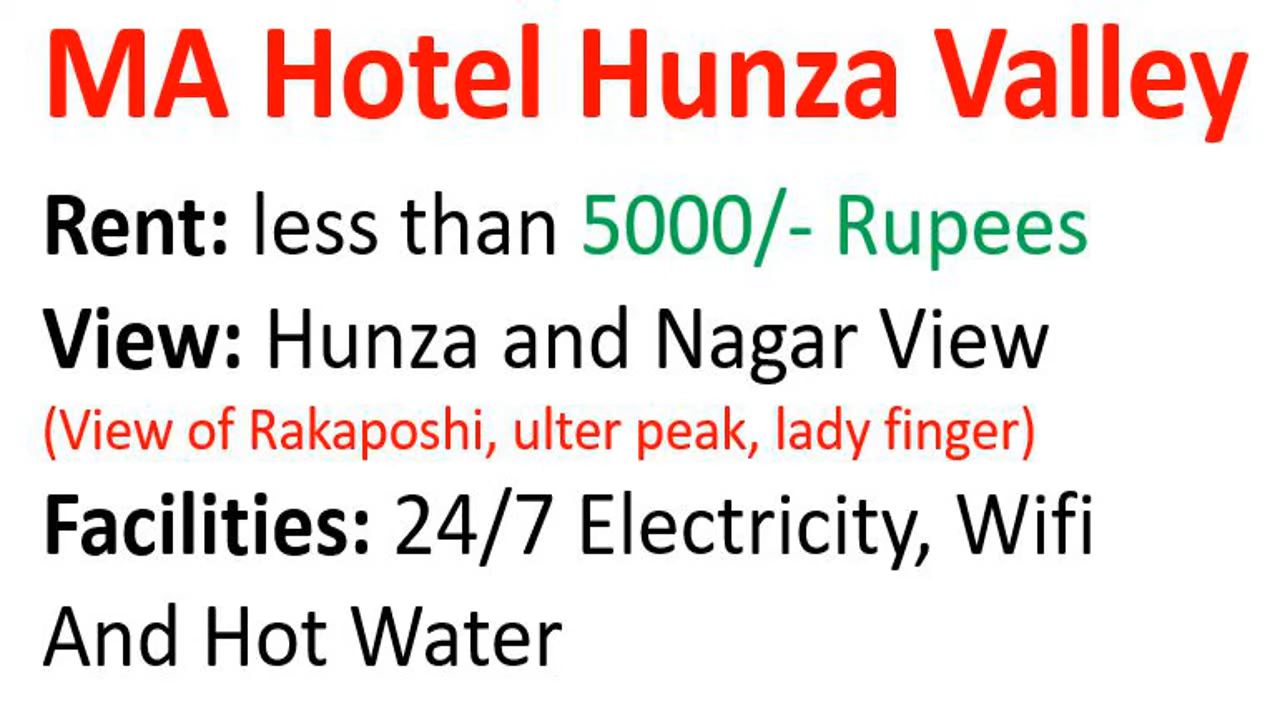 MA Hotel Hunza Valley
Rent: less than 5000/- Rupees
View: Hunza and Nagar View
(View of Rakaposhi, ulter peak, lady finger)
Facilities: 24/7 Electricity, Wifi
And Hot Water